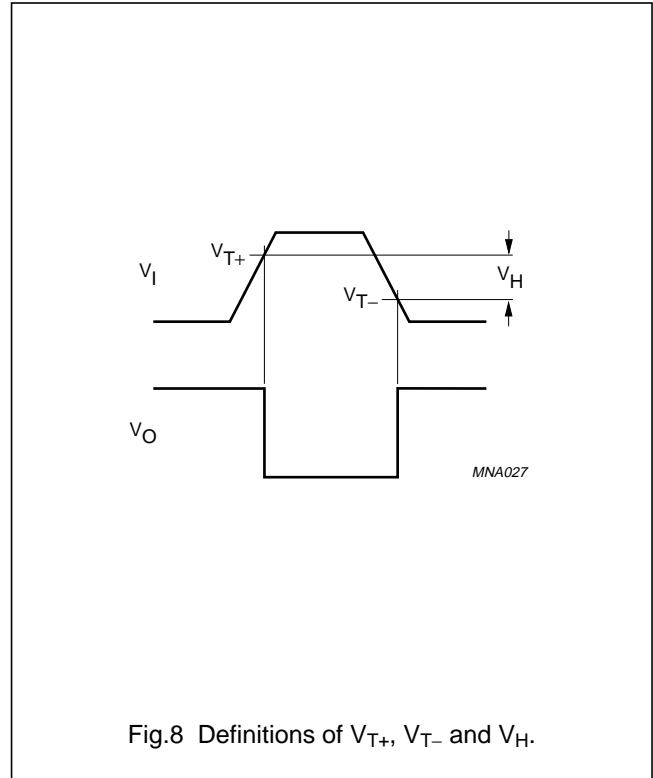 V_T+
V_I
V_H
V_T−
V_O
MNA027
Fig.8 Definitions of V_T+, V_T− and V_H.